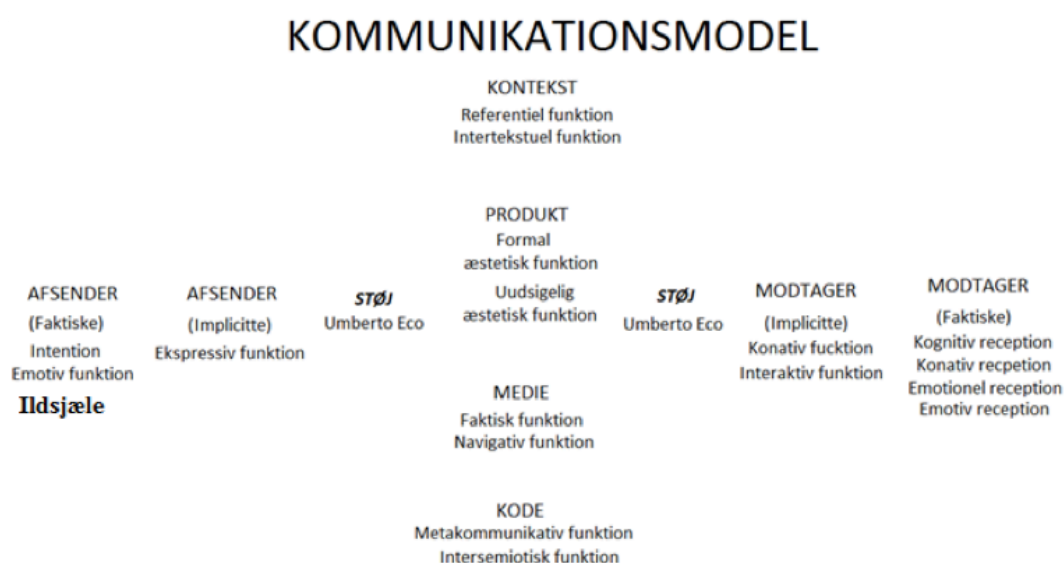 KOMMUNIKATIONSMODEL
KONTEKST
Referentiel funktion
Intertekstuel funktion
PRODUKT
Formal
æstetisk funktion
Uudsigelig
æstetisk funktion
AFSENDER
(Faktiske)
Intention
Emotiv funktion
Ildsjæle
AFSENDER
(Implicitte)
Ekspressiv funktion
STØJ
Umberto Eco
STØJ
Umberto Eco
MODTAGER
(Implicitte)
Konativ fucktion
Interaktiv funktion
MODTAGER
(Faktiske)
Kognitiv reception
Konativ recpetion
Emotionel reception
Emotiv reception
MEDIE
Faktisk funktion
Navigativ funktion
KODE
Metakommunikativ funktion
Intersemiotisk funktion